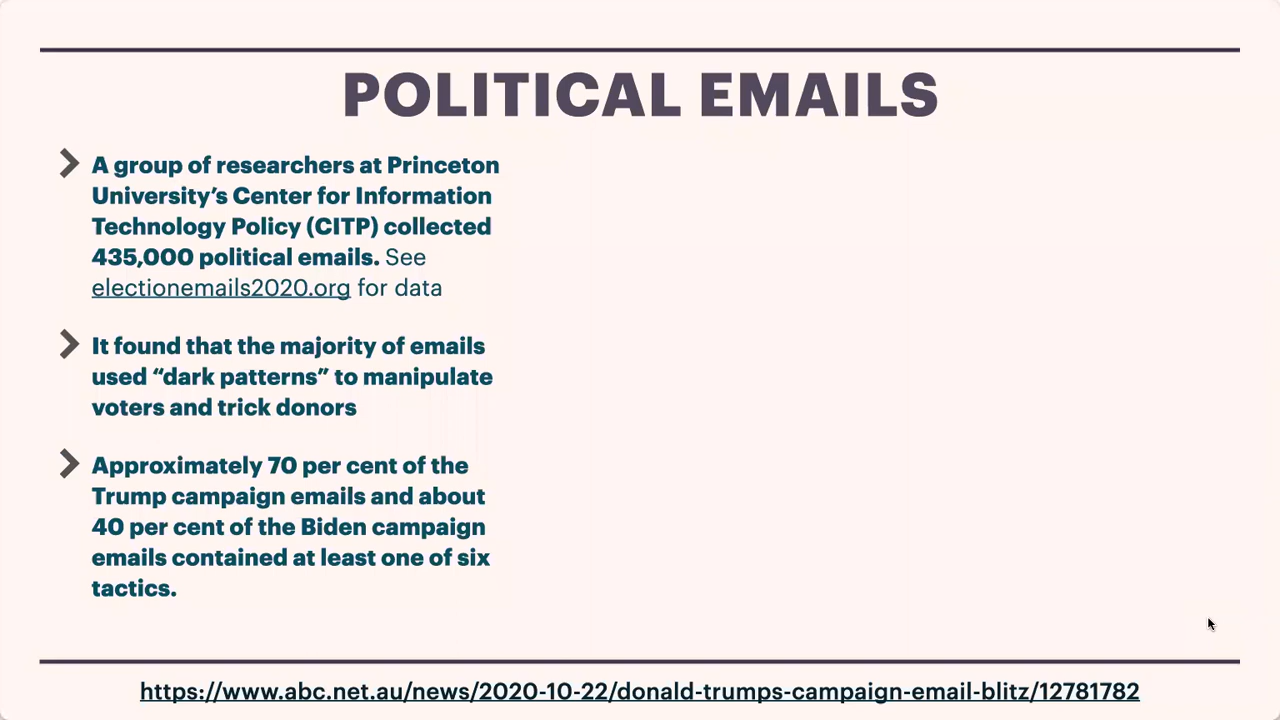 POLITICAL EMAILS
A group of researchers at Princeton
University’s Center for Information
Technology Policy (CITP) collected
435,000 political emails. See
electionemails2020.org for data
It found that the majority of emails
used “dark patterns” to manipulate
voters and trick donors
Approximately 70 per cent of the
Trump campaign emails and about
40 per cent of the Biden campaign
emails contained at least one of six
tactics.
https://www.abc.net.au/news/2020-10-22/donald-trumps-campaign-email-blitz/12781782